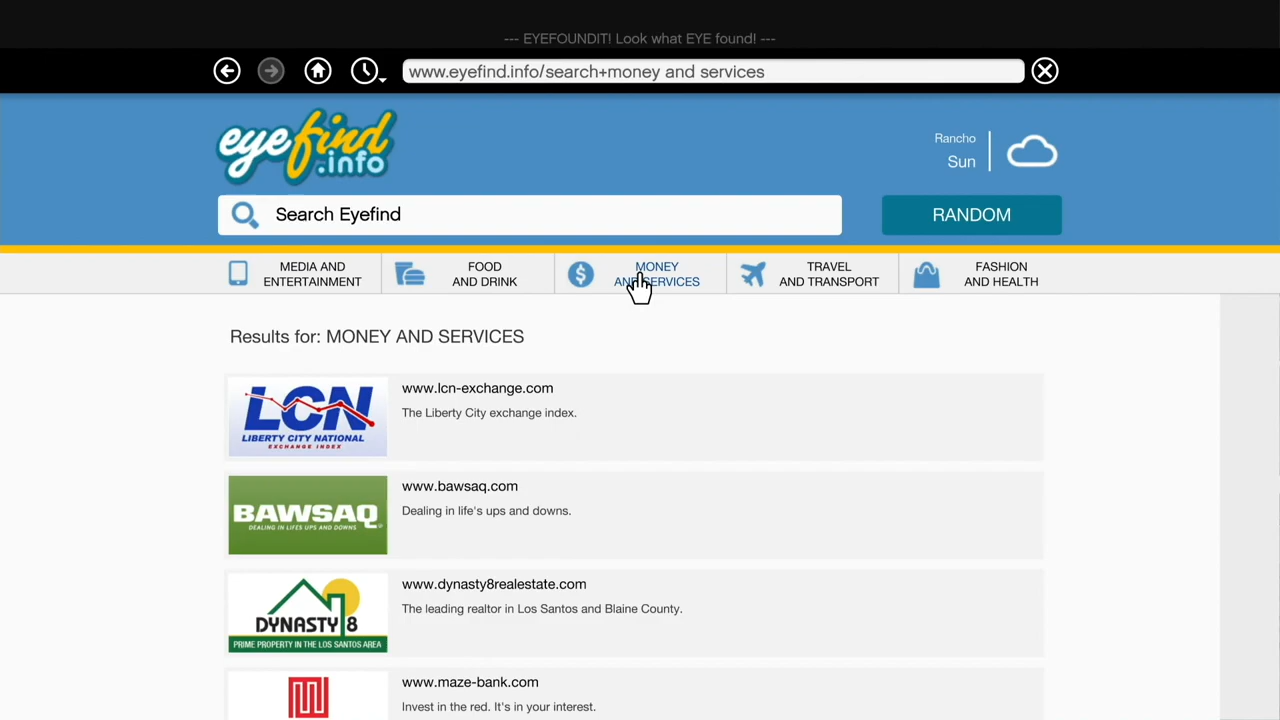 --- EYEFOUNDIT! Look what EYE found! ---
www.eyefind.info/search+money and services
eyefind
.info
Rancho
Sun
Search Eyefind
RANDOM
MEDIA AND
ENTERTAINMENT
FOOD
AND DRINK
MONEY
AND SERVICES
TRAVEL
AND TRANSPORT
FASHION
AND HEALTH
Results for: MONEY AND SERVICES
LCN
LIBERTY CITY NATIONAL
EXCHANGE INDEX
www.lcn-exchange.com
The Liberty City exchange index.
BAWSAQ
DEALING IN LIFES UPS AND DOWNS
www.bawsaq.com
Dealing in life's ups and downs.
DYNASTY 8
PRIME PROPERTY IN THE LOS SANTOS AREA
www.dynasty8realestate.com
The leading realtor in Los Santos and Blaine County.
www.maze-bank.com
Invest in the red. It's in your interest.